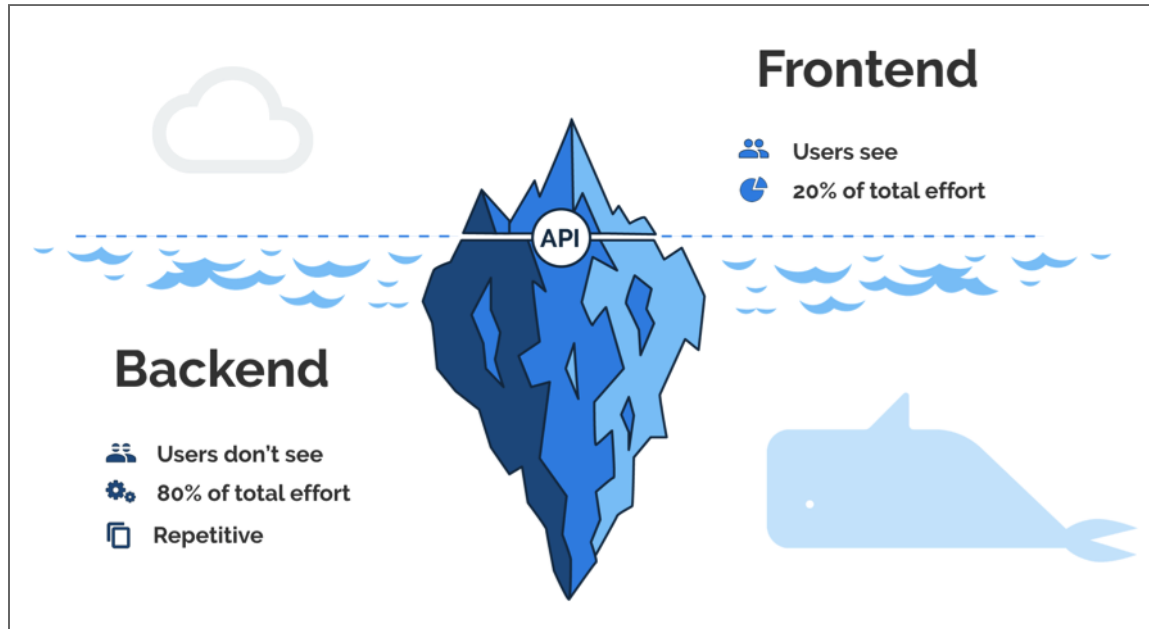 Frontend
Users see
20% of total effort
API
Backend
Users don't see
80% of total effort
Repetitive